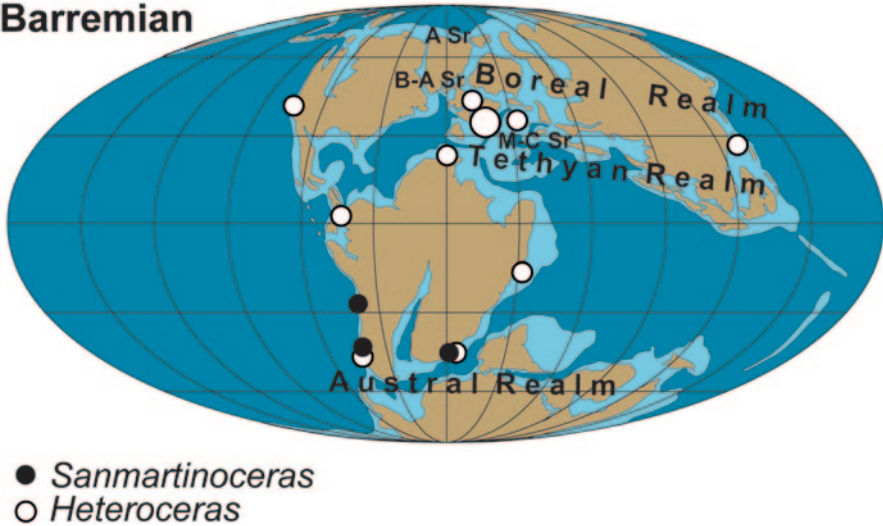 Barremian
A Sr
B-A Sr
Boreal Realm
M-C Sr
Tethyan Realm
Austral Realm
Sanmartinoceras
Heteroceras